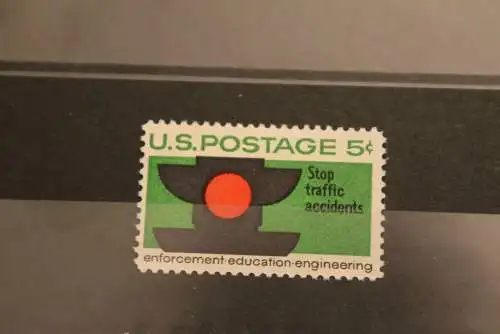 U.S. POSTAGE 5¢
Stop
traffic
accidents
enforcement·education·engineering